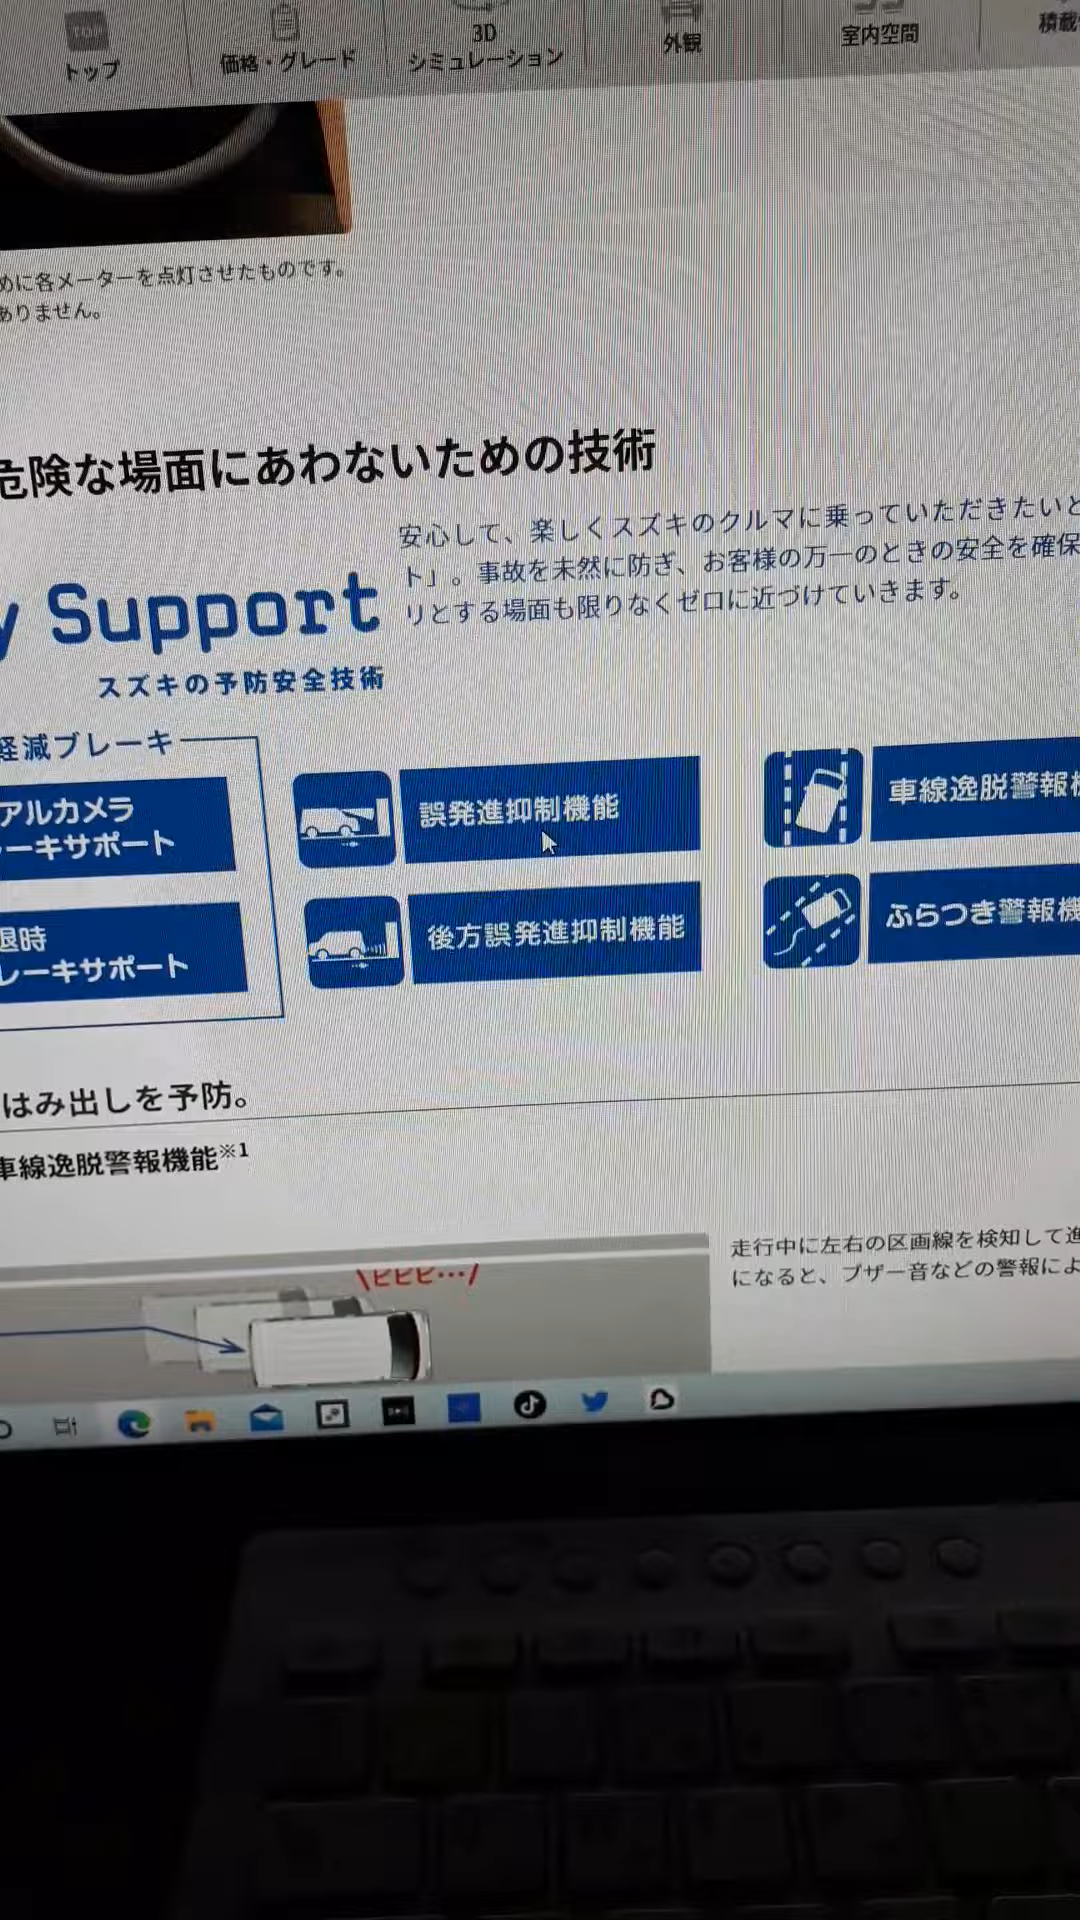 TOP
トップ
価格・グレード
3D
シミュレーション
外観
室内空間
積載
めに各メーターを点灯させたものです。
ありません。
危険な場面にあわないための技術
安心して、楽しくスズキのクルマに乗っていただきたいと
ト」。事故を未然に防ぎ、お客様の万一のときの安全を確保
リとする場面も限りなくゼロに近づけていきます。
y Support
スズキの予防安全技術
軽減ブレーキ
アルカメラ
ーキサポート
退時
レーキサポート
誤発進抑制機能
後方誤発進抑制機能
車線逸脱警報機
ふらつき警報機
はみ出しを予防。
車線逸脱警報機能※1
\ピピピ…/
走行中に左右の区画線を検知して進
になると、ブザー音などの警報によ